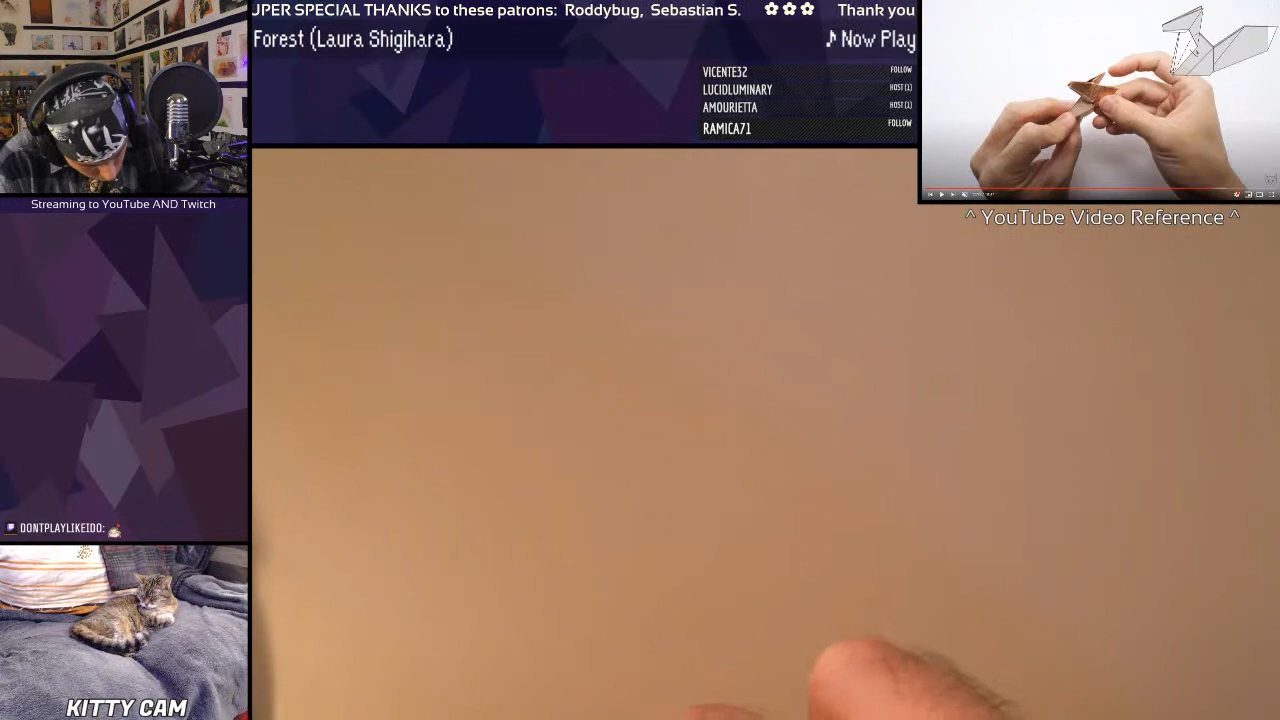 UPER SPECIAL THANKS to these patrons: Roddybug, Sebastian S. ✿ ✿ ✿ Thank you
Forest (Laura Shigihara) ♪ Now Play
VICENTE32 FOLLOW
LUCIDLUMINARY HOST (1)
AMOURIETTA HOST (1)
RAMICA71 FOLLOW
Streaming to YouTube AND Twitch
^ YouTube Video Reference ^
DONTPLAYLIKEIDO:
KITTY CAM